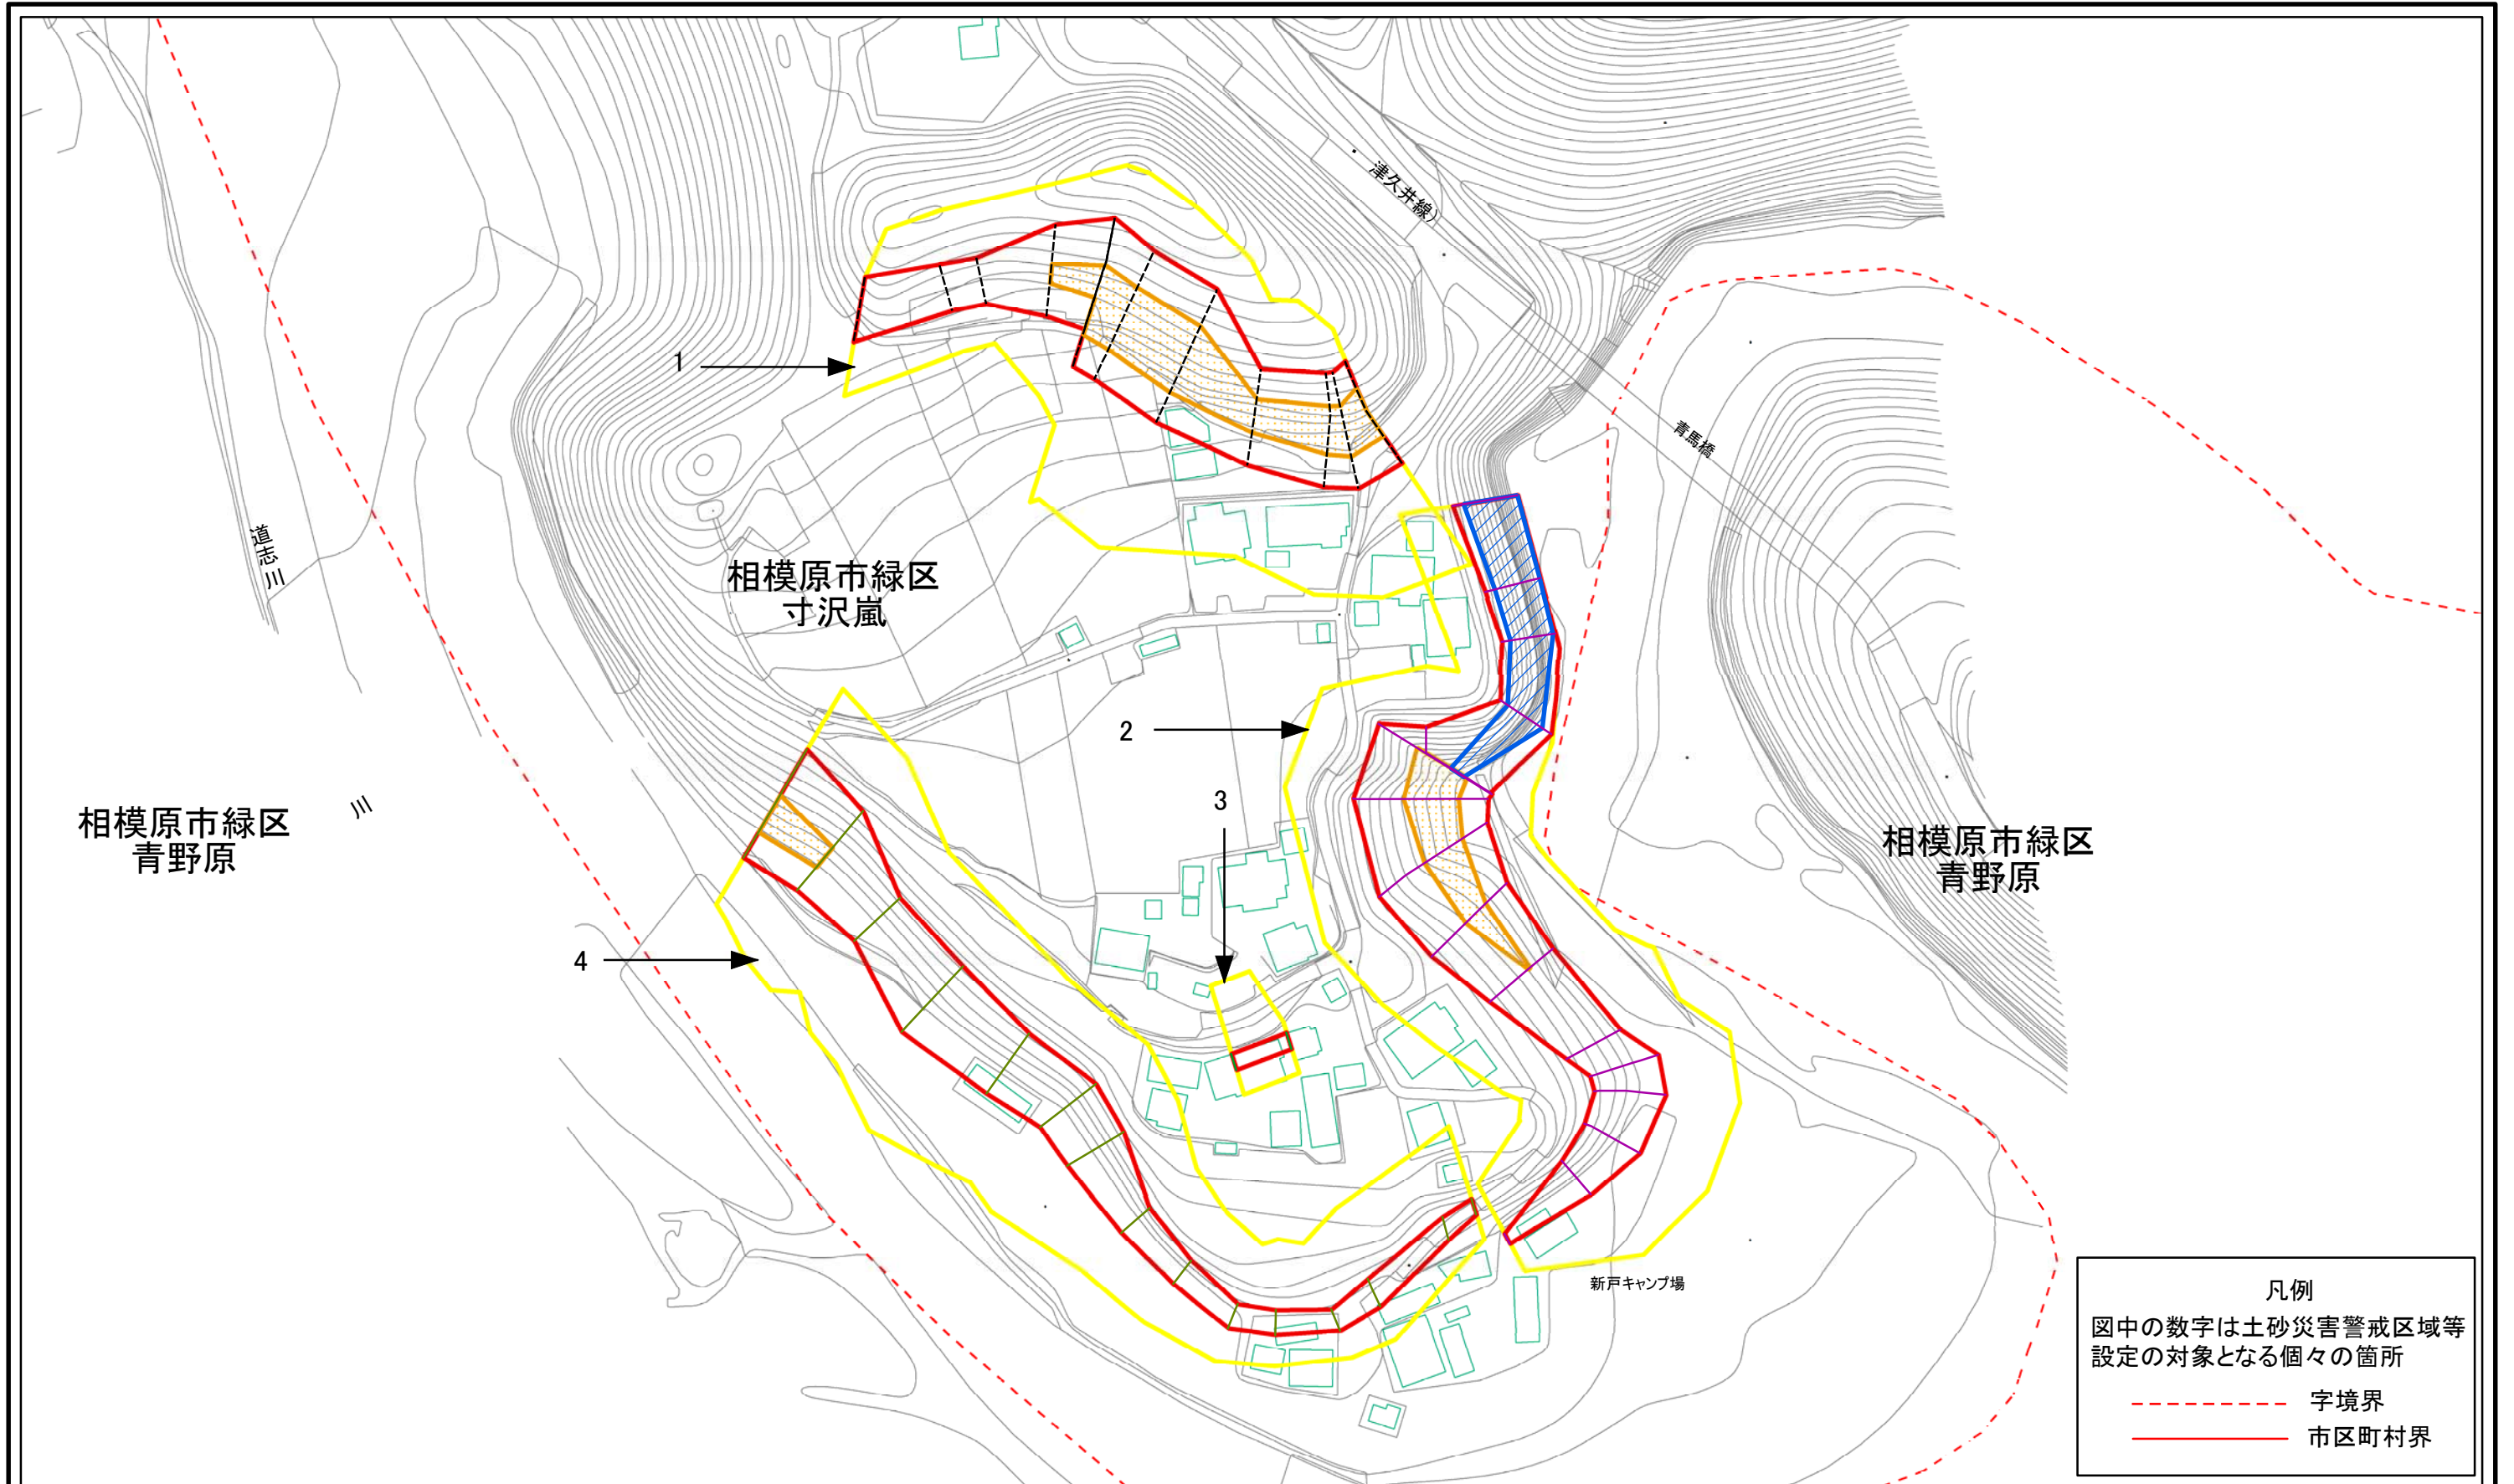 津久井線)
1
青馬橋
道志川
相模原市緑区
寸沢嵐
2
3
川
相模原市緑区
青野原
相模原市緑区
青野原
4
新戸キャンプ場
凡例
図中の数字は土砂災害警戒区域等
設定の対象となる個々の箇所
字境界
市区町村界